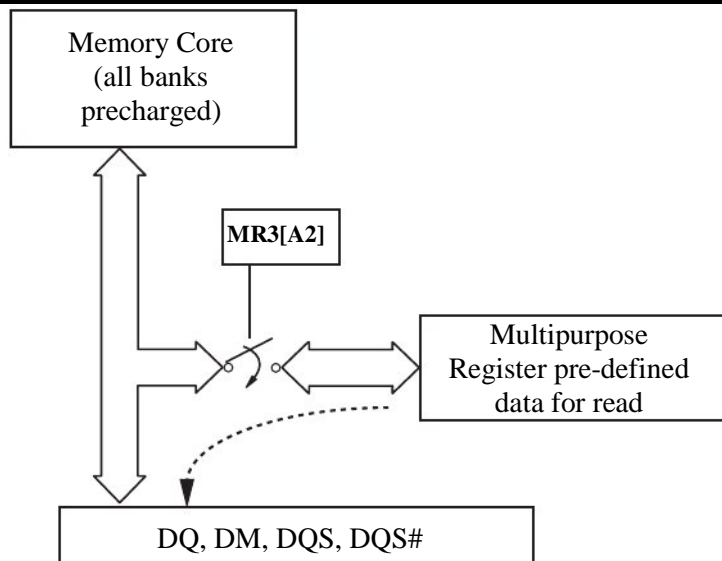 Memory Core
(all banks
precharged)
MR3[A2]
Multipurpose
Register pre-defined
data for read
DQ, DM, DQS, DQS#